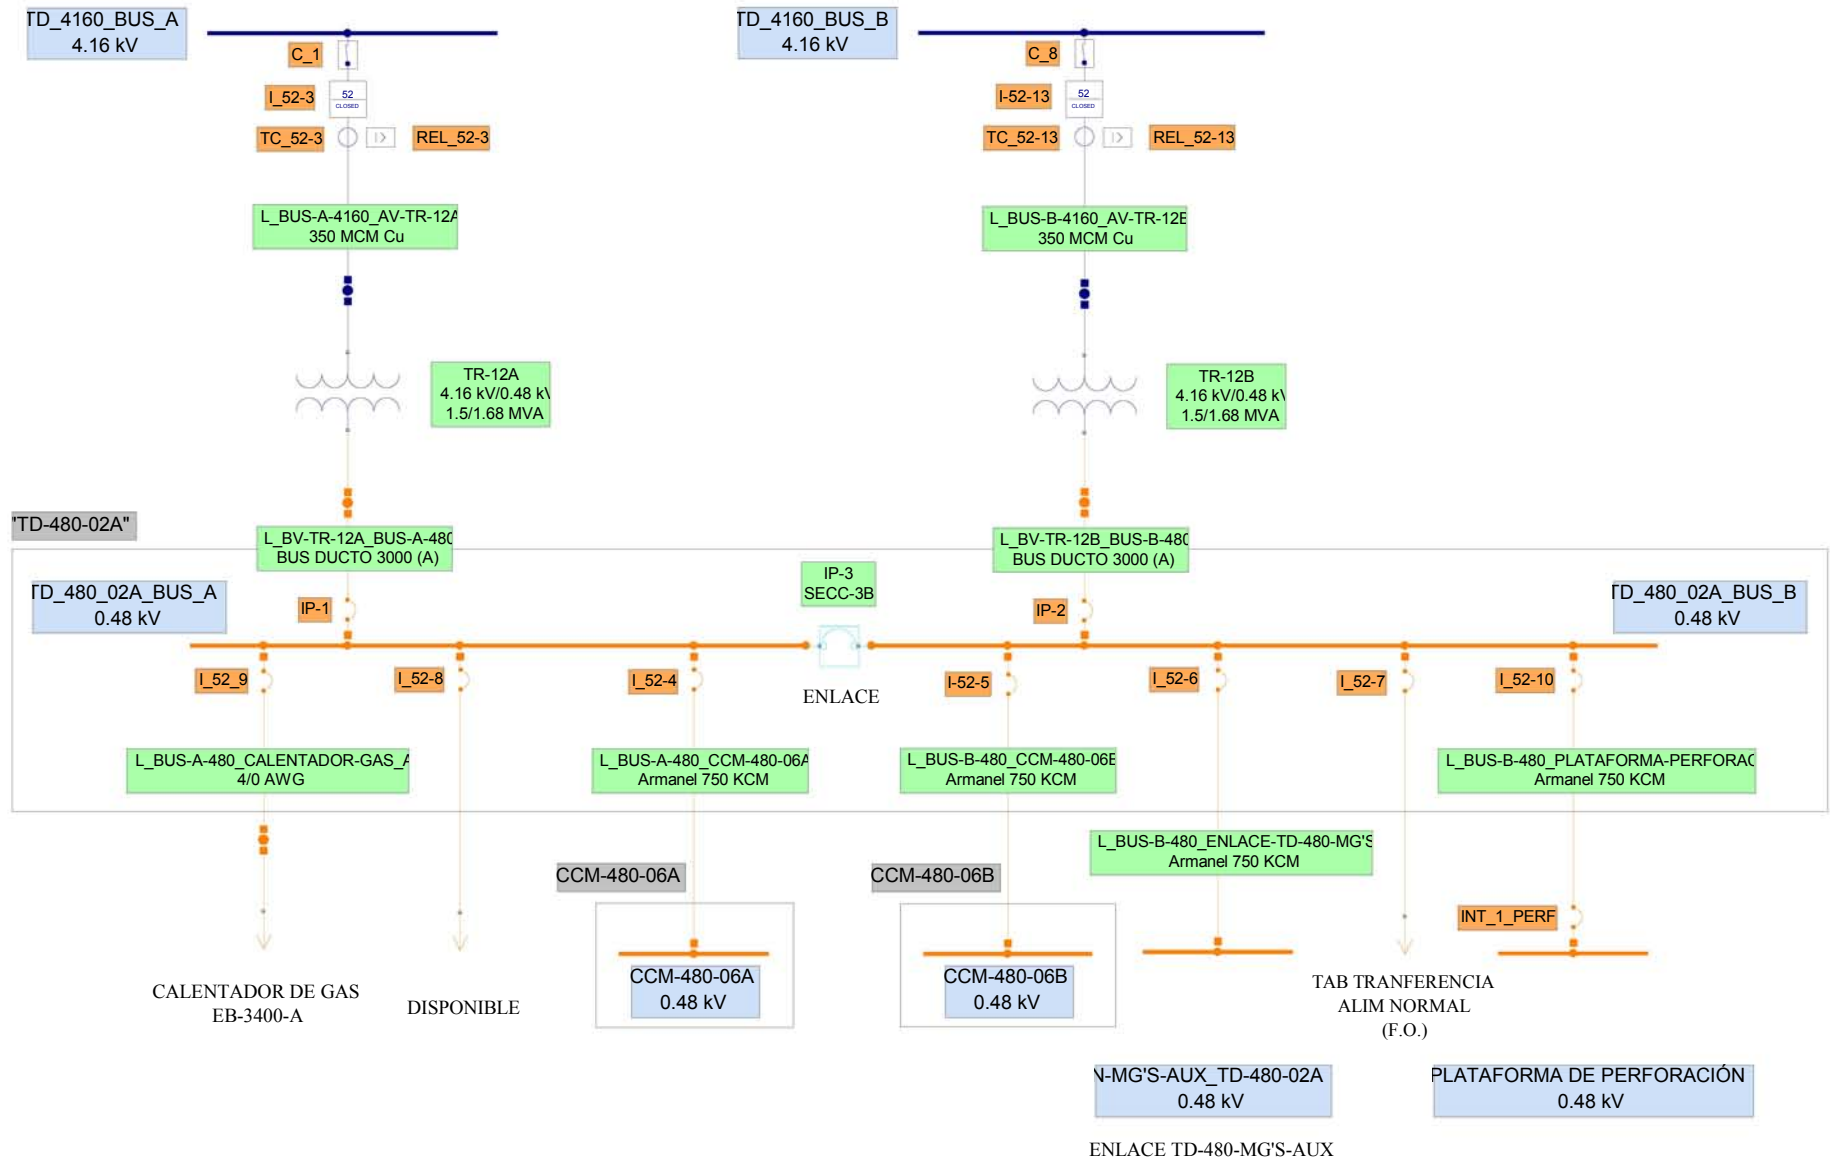 TD_4160_BUS_A
4.16 kV
C_1
I_52-3
52
CLOSED
TC_52-3
I>
REL_52-3
L_BUS-A-4160_AV-TR-12A
350 MCM Cu
TR-12A
4.16 kV/0.48 kV
1.5/1.68 MVA
TD_4160_BUS_B
4.16 kV
C_8
I-52-13
52
CLOSED
TC_52-13
I>
REL_52-13
L_BUS-B-4160_AV-TR-12B
350 MCM Cu
TR-12B
4.16 kV/0.48 kV
1.5/1.68 MVA
"TD-480-02A"
L_BV-TR-12A_BUS-A-480
BUS DUCTO 3000 (A)
L_BV-TR-12B_BUS-B-480
BUS DUCTO 3000 (A)
TD_480_02A_BUS_A
0.48 kV
IP-1
IP-3
SECC-3B
IP-2
TD_480_02A_BUS_B
0.48 kV
I_52_9
I_52-8
I_52-4
ENLACE
I-52-5
I_52-6
I_52-7
I_52-10
L_BUS-A-480_CALENTADOR-GAS_A
4/0 AWG
L_BUS-A-480_CCM-480-06A
Armanel 750 KCM
L_BUS-B-480_CCM-480-06B
Armanel 750 KCM
L_BUS-B-480_PLATAFORMA-PERFORAC
Armanel 750 KCM
L_BUS-B-480_ENLACE-TD-480-MG'S
Armanel 750 KCM
CCM-480-06A
CCM-480-06B
INT_1_PERF
CCM-480-06A
0.48 kV
CCM-480-06B
0.48 kV
CALENTADOR DE GAS
EB-3400-A
DISPONIBLE
TAB TRANFERENCIA
ALIM NORMAL
(F.O.)
N-MG'S-AUX_TD-480-02A
0.48 kV
PLATAFORMA DE PERFORACIÓN
0.48 kV
ENLACE TD-480-MG'S-AUX